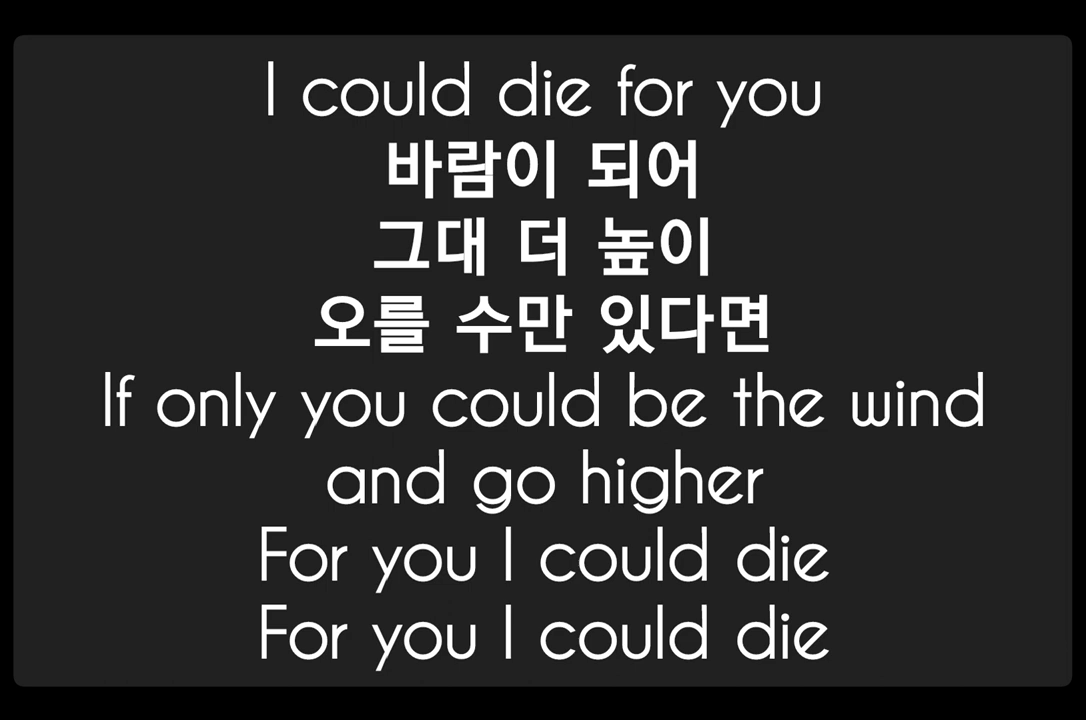 I could die for you
바람이 되어
그대 더 높이
오를 수만 있다면
If only you could be the wind
and go higher
For you I could die
For you I could die